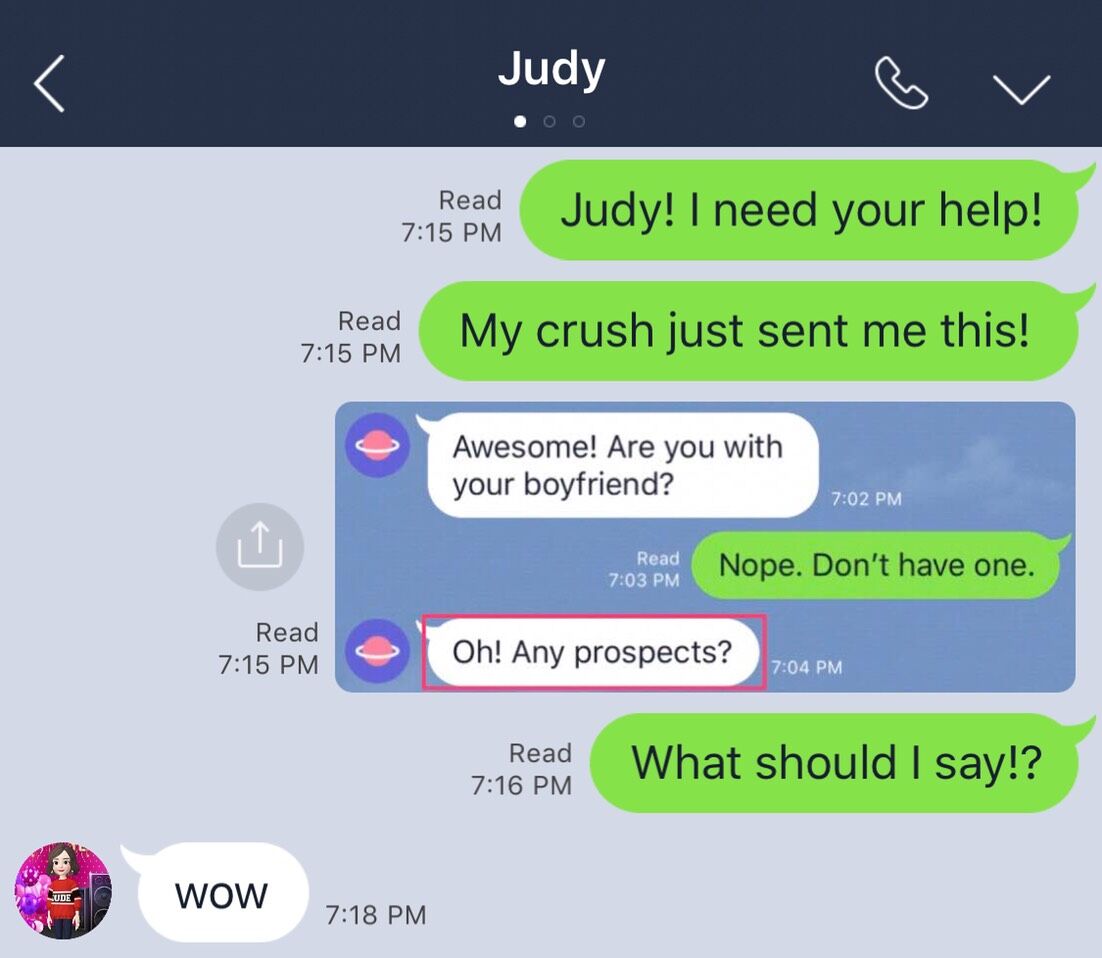 Judy
Read
7:15 PM
Judy! I need your help!
Read
7:15 PM
My crush just sent me this!
Awesome! Are you with
your boyfriend?
7:02 PM
Read
7:03 PM
Nope. Don’t have one.
Oh! Any prospects?
7:04 PM
Read
7:15 PM
Read
7:16 PM
What should I say!?
UDE
wow
7:18 PM